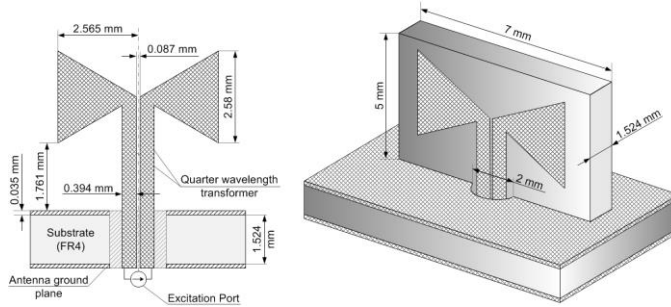 2.565 mm
0.087 mm
2.58 mm
1.761 mm
0.035 mm
0.394 mm
Quarter wavelength
transformer
Substrate
(FR4)
1.524
mm
Antenna ground
plane
Excitation Port
7 mm
5 mm
1.524 mm
2 mm